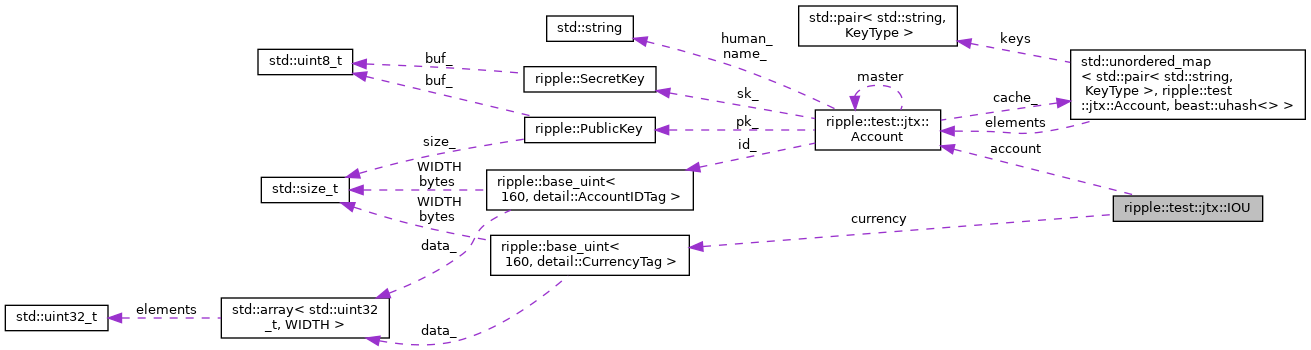 std::pair< std::string,
KeyType >
std::string
human_
name_
keys
std::uint8_t
buf_
buf_
ripple::SecretKey
sk_
master
std::unordered_map
< std::pair< std::string,
KeyType >, ripple::test
::jtx::Account, beast::uhash<> >
cache_
elements
ripple::PublicKey
pk_
ripple::test::jtx::
Account
size_
id_
account
WIDTH
bytes
std::size_t
ripple::base_uint<
160, detail::AccountIDTag >
WIDTH
bytes
ripple::test::jtx::IOU
currency
data_
ripple::base_uint<
160, detail::CurrencyTag >
std::uint32_t
elements
std::array< std::uint32
_t, WIDTH >
data_